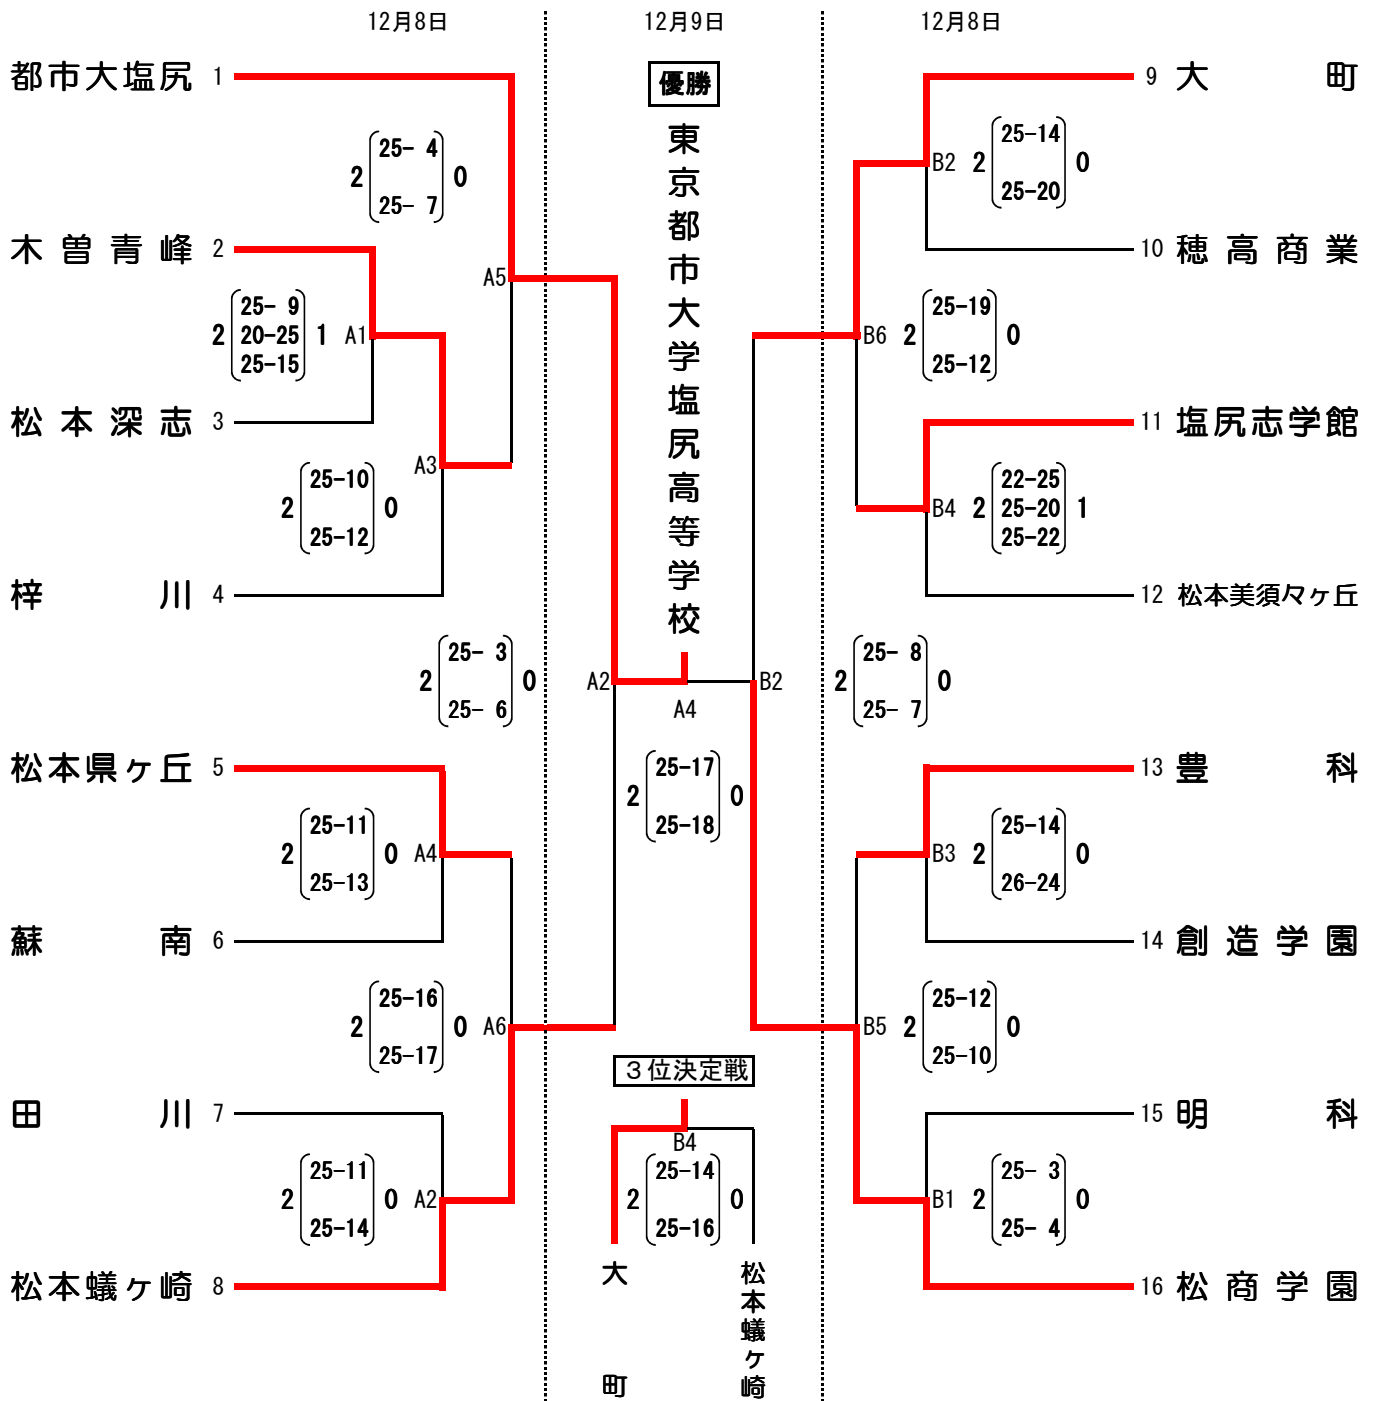 12月8日
12月9日
12月8日
優勝
東京都市大学塩尻高等学校
都市大塩尻 1
25- 4
2 0
25- 7
木曽青峰 2
A5
25- 9
2 20-25 1 A1
25-15
松本深志 3
A3
25-10
2 0
25-12
梓川 4
25- 3
2 0 A2
25- 6
松本県ヶ丘 5
25-11
2 0 A4
25-13
蘇南 6
25-16
2 0 A6
25-17
田川 7
25-11
2 0 A2
25-14
松本蟻ヶ崎 8
A4
25-17
2 0
25-18
3位決定戦
B4
25-14
2 0
25-16
大町
松本蟻ヶ崎
9 大町
25-14
B2 2 0
25-20
10 穂高商業
25-19
B6 2 0
25-12
11 塩尻志学館
22-25
B4 2 25-20 1
25-22
12 松本美須々ヶ丘
25- 8
B2 2 0
25- 7
13 豊科
25-14
B3 2 0
26-24
14 創造学園
25-12
B5 2 0
25-10
15 明科
25- 3
B1 2 0
25- 4
16 松商学園